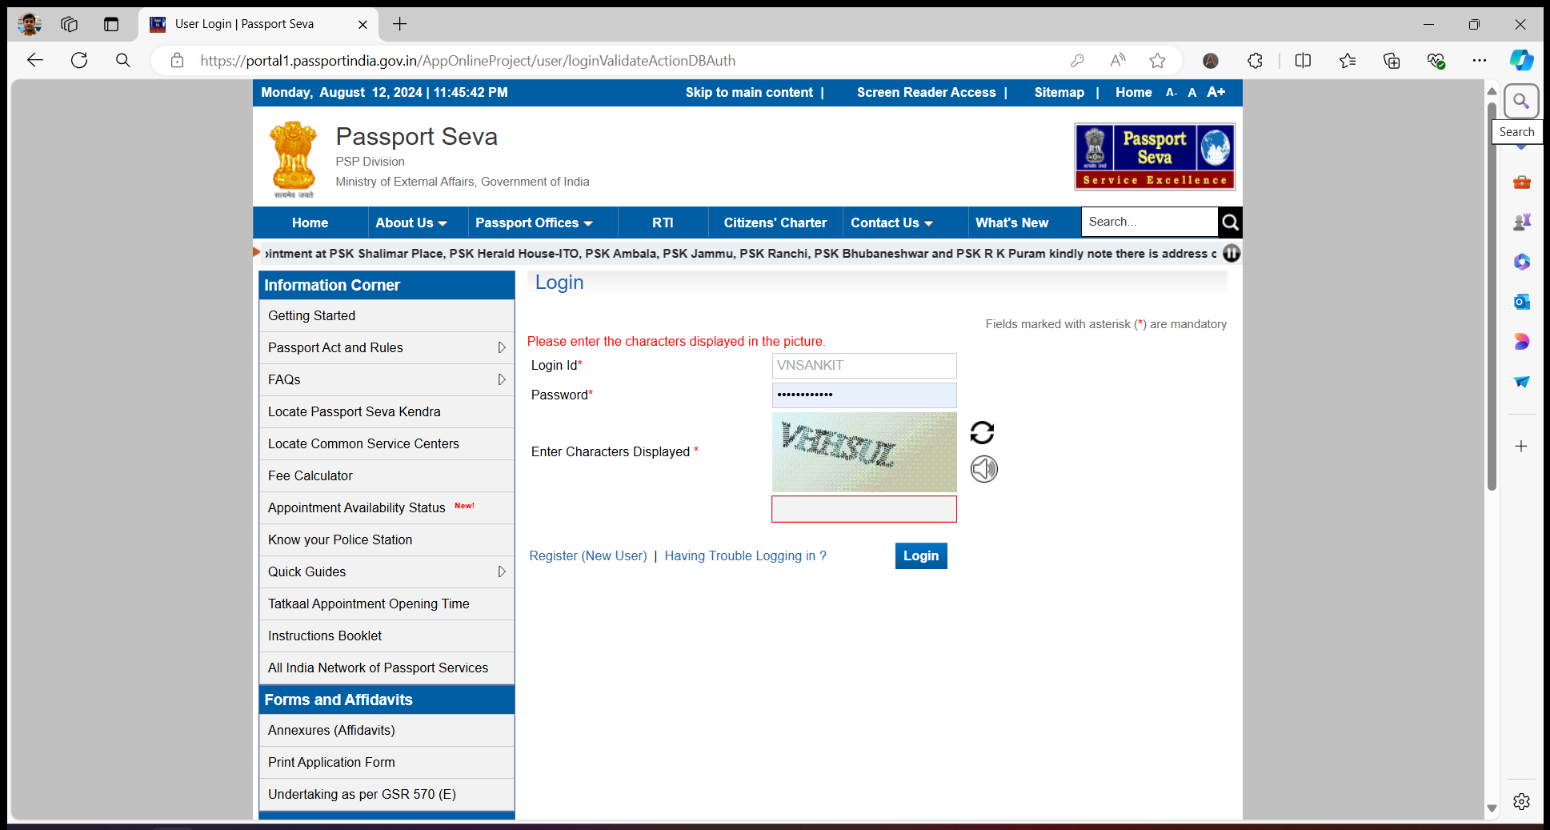 User Login | Passport Seva
https://portal1.passportindia.gov.in/AppOnlineProject/user/loginValidateActionDBAuth
Monday, August 12, 2024 | 11:45:42 PM
Skip to main content |
Screen Reader Access |
Sitemap |
Home
A-
A
A+
Search
Passport Seva
PSP Division
Ministry of External Affairs, Government of India
सत्यमेव जयते
Passport
Seva
Service Excellence
Home
About Us
Passport Offices
RTI
Citizens' Charter
Contact Us
What's New
Search...
ointment at PSK Shalimar Place, PSK Herald House-ITO, PSK Ambala, PSK Jammu, PSK Ranchi, PSK Bhubaneshwar and PSK R K Puram kindly note there is address c
Information Corner
Getting Started
Passport Act and Rules
FAQs
Locate Passport Seva Kendra
Locate Common Service Centers
Fee Calculator
Appointment Availability Status New!
Know your Police Station
Quick Guides
Tatkaal Appointment Opening Time
Instructions Booklet
All India Network of Passport Services
Forms and Affidavits
Annexures (Affidavits)
Print Application Form
Undertaking as per GSR 570 (E)
Login
Fields marked with asterisk (*) are mandatory
Please enter the characters displayed in the picture.
Login Id*
VNSANKIT
Password*
••••••••••••
Enter Characters Displayed *
Register (New User) | Having Trouble Logging in ?
Login